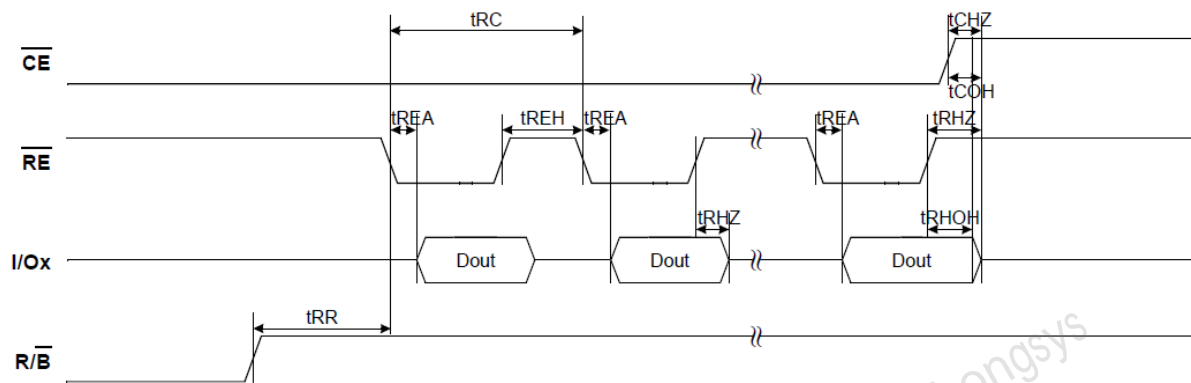 tRC
tCHZ
CE
tCOH
tREA
tREH
tREA
tREA
tRHZ
RE
tRHZ
tRHOH
I/Ox
Dout
Dout
Dout
tRR
R/B